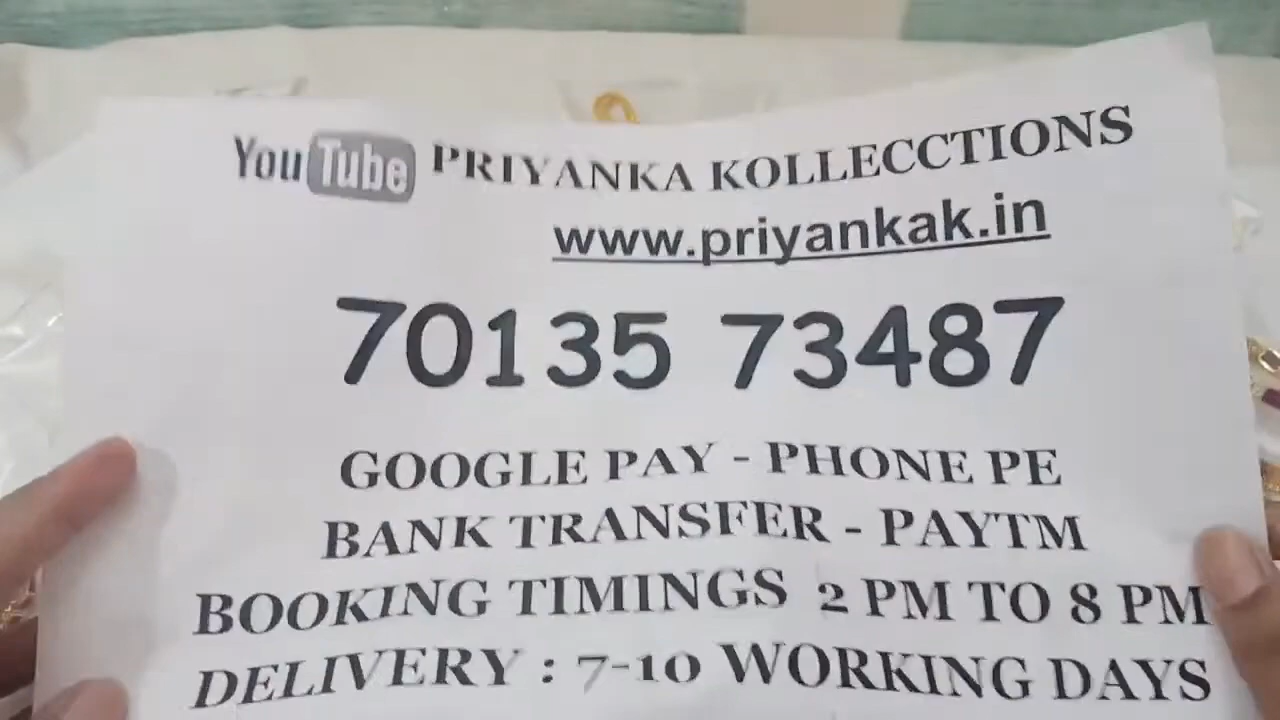 YouTube PRIYANKA KOLLECCTIONS
www.priyankak.in
70135 73487
GOOGLE PAY - PHONE PE
BANK TRANSFER - PAYTM
BOOKING TIMINGS 2 PM TO 8 PM
DELIVERY : 7-10 WORKING DAYS